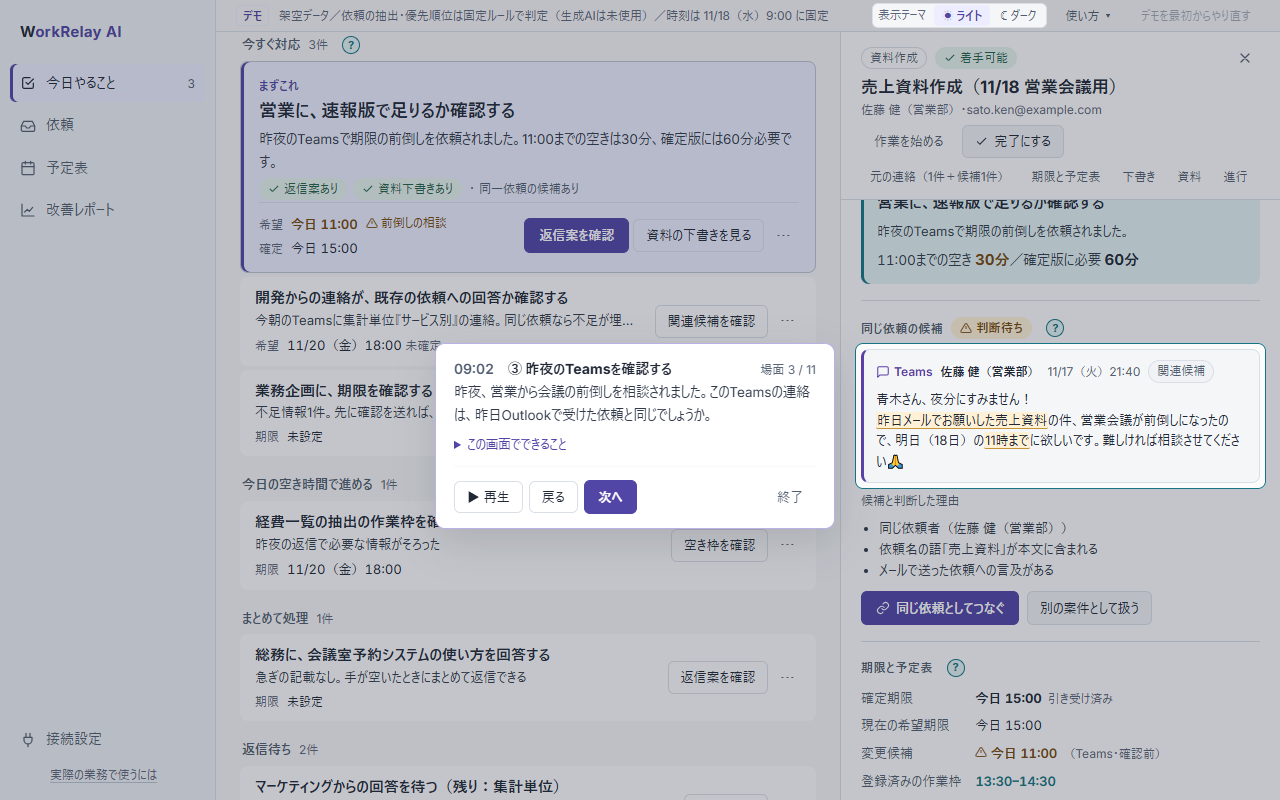 WorkRelay AI
今日やること 3
依頼
予定表
改善レポート
接続設定
実際の業務で使うには
デモ 架空データ／依頼の抽出・優先順位は固定ルールで判定（生成AIは未使用）／時刻は 11/18（水）9:00 に固定
表示テーマ ライト ダーク
使い方
デモを最初からやり直す
今すぐ対応 3件 ?
まずこれ
営業に、速報版で足りるか確認する
昨夜のTeamsで期限の前倒しを依頼されました。11:00までの空きは30分、確定版には60分必要で
す。
返信案あり 資料下書きあり ・同一依頼の候補あり
希望 今日 11:00 前倒しの相談
確定 今日 15:00
返信案を確認 資料の下書きを見る …
開発からの連絡が、既存の依頼への回答か確認する
今朝のTeamsに集計単位『サービス別』の連絡。同じ依頼なら不足が埋…
希望 11/20（金）18:00 未確定
関連候補を確認 …
業務企画に、期限を確認する
不足情報1件。先に確認を送れば、
期限 未設定
今日の空き時間で進める 1件
経費一覧の抽出の作業枠を確
昨夜の返信で必要な情報がそろった
期限 11/20（金）18:00
空き枠を確認 …
まとめて処理 1件
総務に、会議室予約システムの使い方を回答する
急ぎの記載なし。手が空いたときにまとめて返信できる
期限 未設定
返信案を確認 …
返信待ち 2件
マーケティングからの回答を待つ（残り：集計単位）
09:02 ③ 昨夜のTeamsを確認する 場面 3 / 11
昨夜、営業から会議の前倒しを相談されました。このTeamsの連絡
は、昨日Outlookで受けた依頼と同じでしょうか。
▶ この画面でできること
▶ 再生 戻る 次へ 終了
資料作成 着手可能
売上資料作成（11/18 営業会議用）
佐藤 健（営業部）・sato.ken@example.com
作業を始める 完了にする
元の連絡（1件＋候補1件） 期限と予定表 下書き 資料 進行
営業に、速報版で足りるか確認する
昨夜のTeamsで期限の前倒しを依頼されました。
11:00までの空き 30分／確定版に必要 60分
同じ依頼の候補 判断待ち ?
Teams 佐藤 健（営業部） 11/17（火）21:40 関連候補
青木さん、夜分にすみません！
昨日メールでお願いした売上資料の件、営業会議が前倒しになったの
で、明日（18日）の11時までに欲しいです。難しければ相談させてくださ
い🙏
候補と判断した理由
• 同じ依頼者（佐藤 健（営業部））
• 依頼名の語「売上資料」が本文に含まれる
• メールで送った依頼への言及がある
同じ依頼としてつなぐ 別の案件として扱う
期限と予定表 ?
確定期限 今日 15:00 引き受け済み
現在の希望期限 今日 15:00
変更候補 今日 11:00 （Teams・確認前）
登録済みの作業枠 13:30–14:30